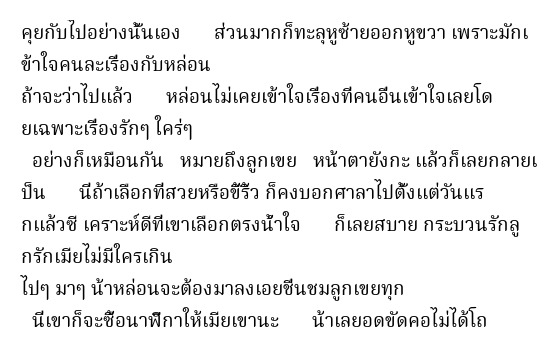 คุยกับไปอย่างนั้นเอง ส่วนมากก็ทะลุหูซ้ายออกหูขวา เพราะมักเ
ข้าใจคนละเรื่องกับหล่อน
ถ้าจะว่าไปแล้ว หล่อนไม่เคยเข้าใจเรื่องที่คนอื่นเข้าใจเลยโด
ยเฉพาะเรื่องรักๆ ใคร่ๆ
อย่างก็เหมือนกัน หมายถึงลูกเขย หน้าตายังกะ แล้วก็เลยกลายเ
ป็น นี่ถ้าเลือกที่สวยหรือขี้ริ้ว ก็คงบอกศาลาไปตั้งแต่วันแร
กแล้วซี เคราะห์ดีที่เขาเลือกตรงน้ำใจ ก็เลยสบาย กระบวนรักลู
กรักเมียไม่มีใครเกิน
ไปๆ มาๆ น้าหล่อนจะต้องมาลงเอยชื่นชมลูกเขยทุก
นี่เขาก็จะซื้อนาฬิกาให้เมียเขานะ น้าเลยอดขัดคอไม่ได้โถ